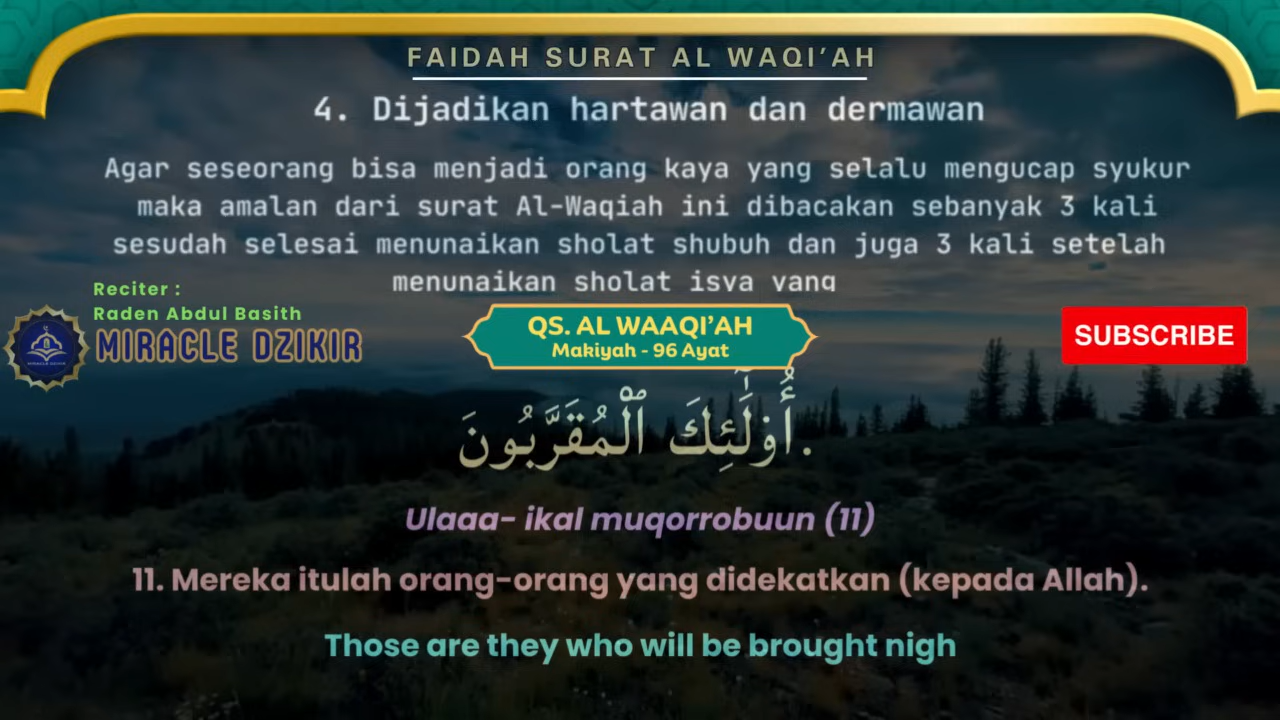 FAIDAH SURAT AL WAQI’AH
4. Dijadikan hartawan dan dermawan
Agar seseorang bisa menjadi orang kaya yang selalu mengucap syukur
maka amalan dari surat Al-Waqiah ini dibacakan sebanyak 3 kali
sesudah selesai menunaikan sholat shubuh dan juga 3 kali setelah
menunaikan sholat isya yang
Reciter :
Raden Abdul Basith
MIRACLE DZIKIR
QS. AL WAAQI’AH
Makiyah - 96 Ayat
SUBSCRIBE
أُو۟لَٰٓئِكَ ٱلْمُقَرَّبُونَ.
Ulaaa- ikal muqorrobuun (11)
11. Mereka itulah orang-orang yang didekatkan (kepada Allah).
Those are they who will be brought nigh